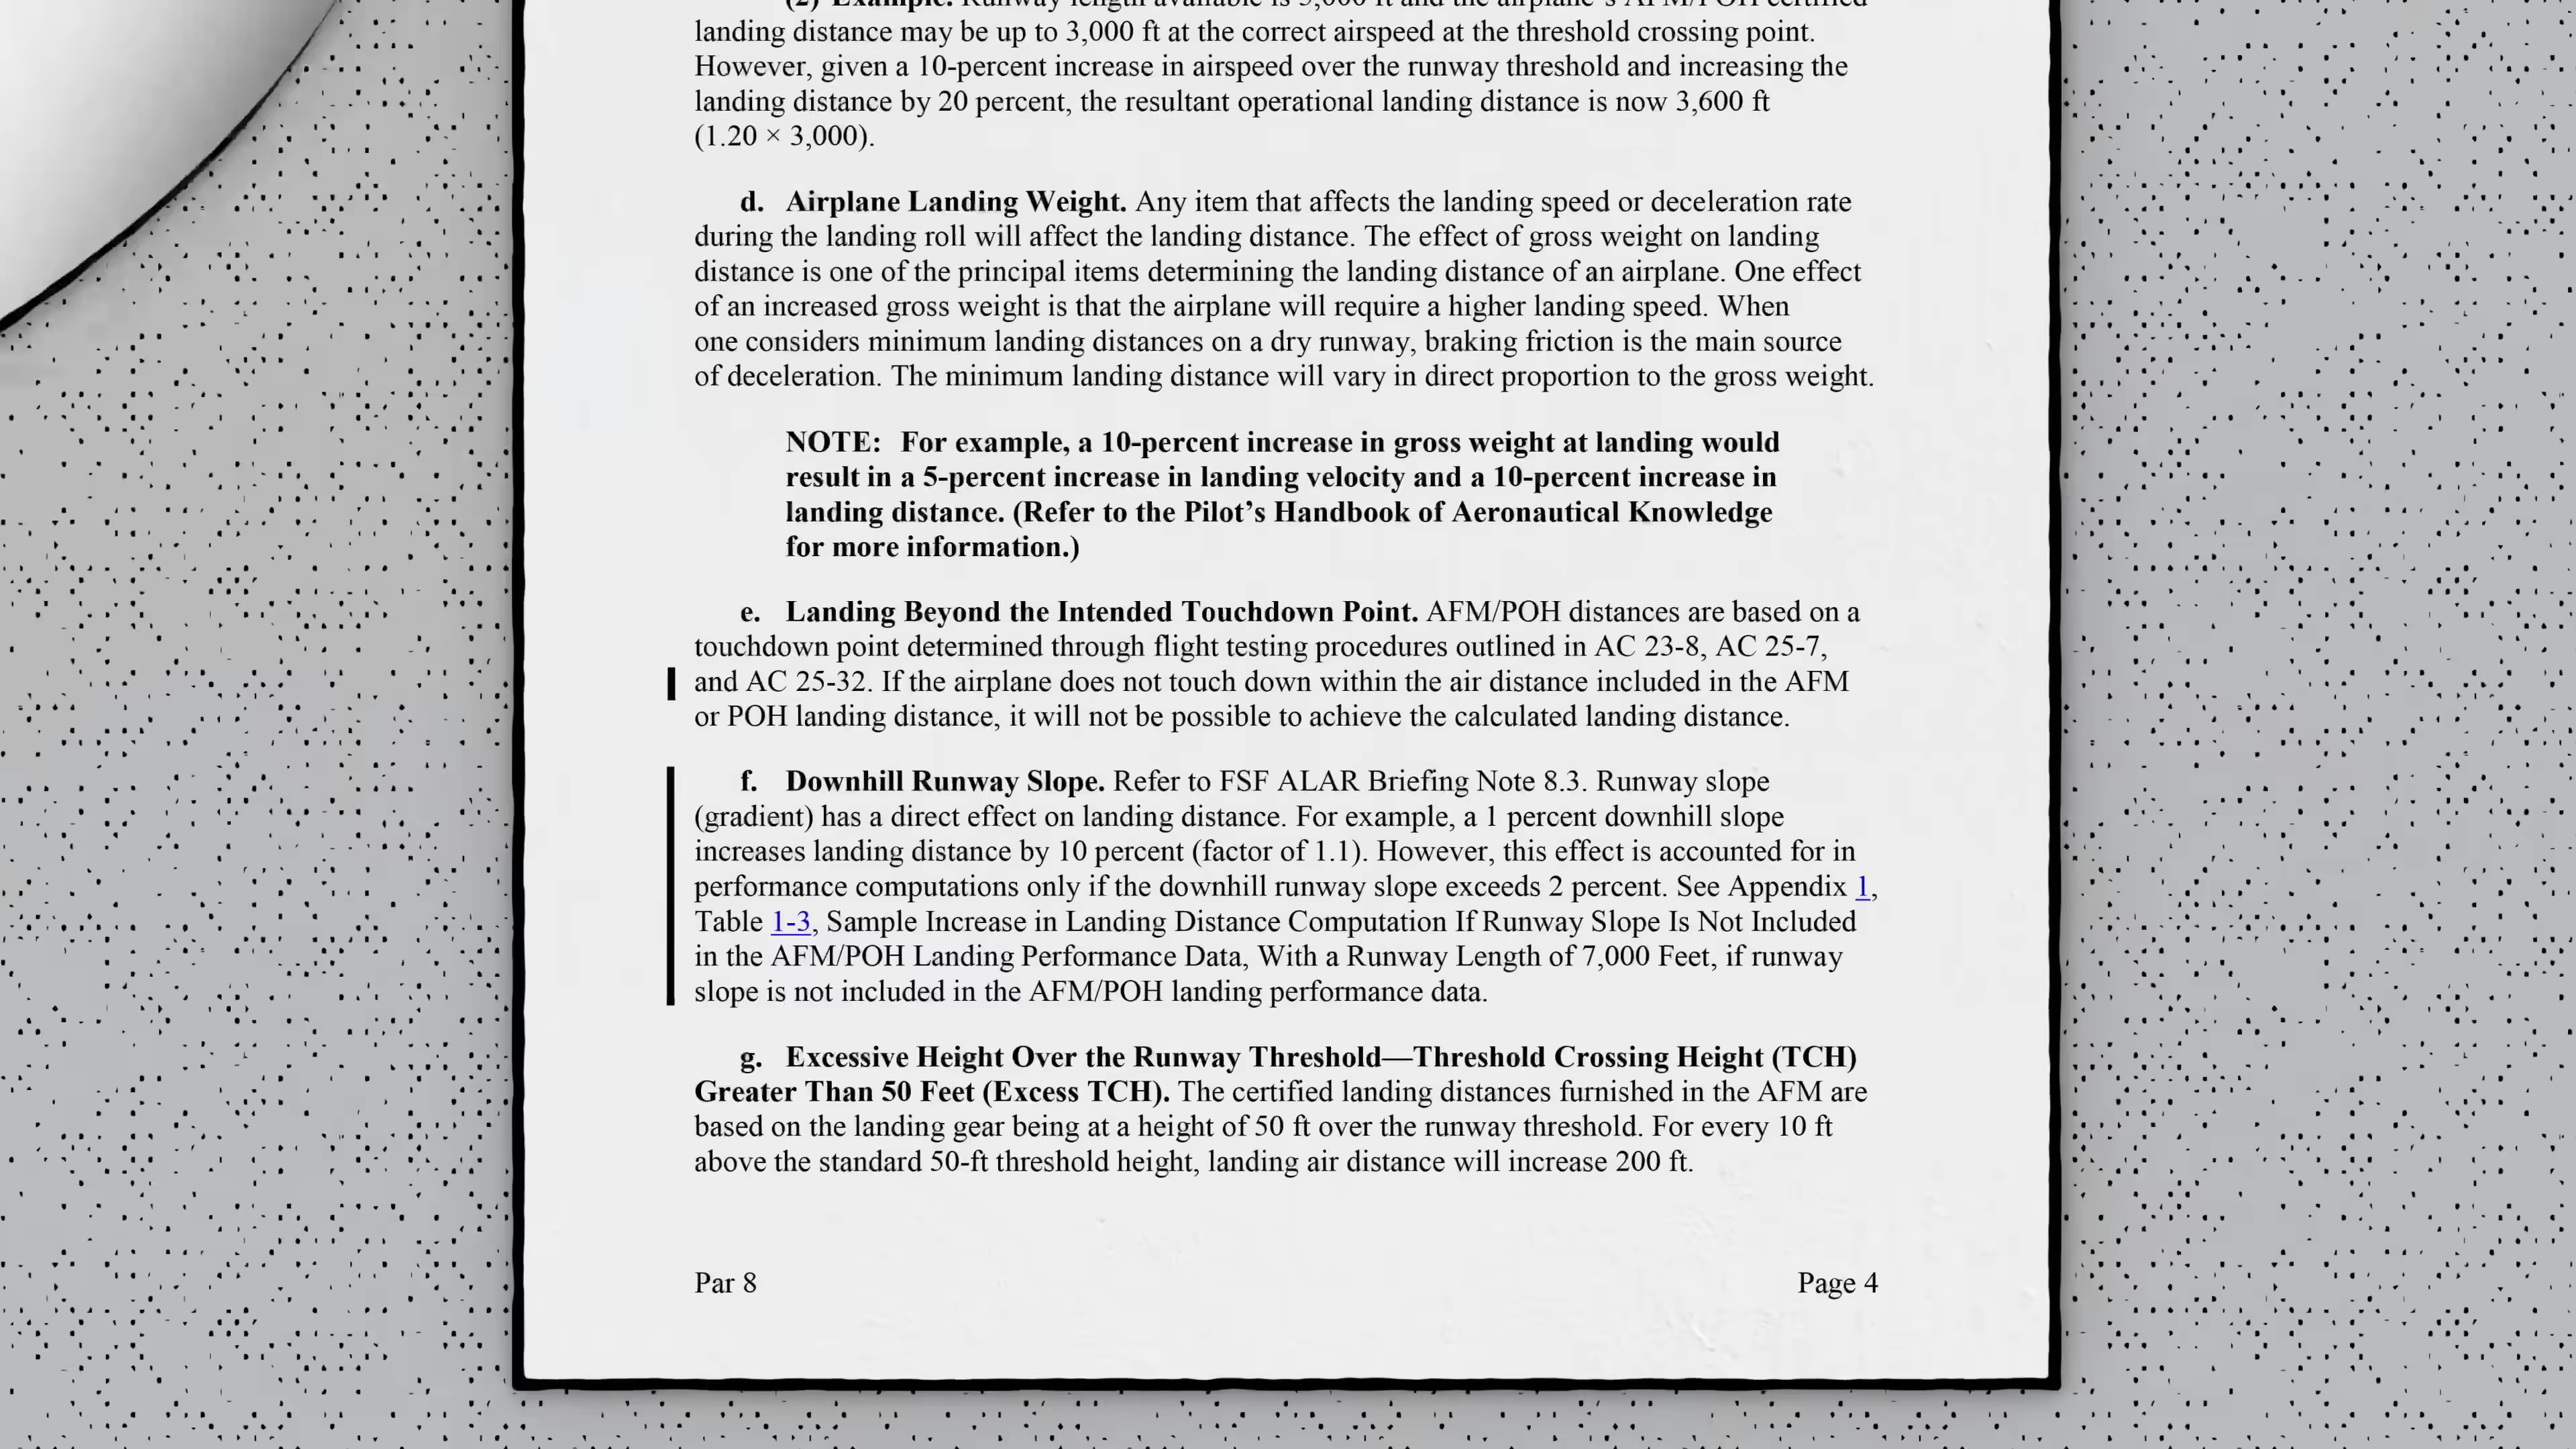 (2) Example. Runway length available is 5,000 ft and the airplane's AFM/POH certified
landing distance may be up to 3,000 ft at the correct airspeed at the threshold crossing point.
However, given a 10-percent increase in airspeed over the runway threshold and increasing the
landing distance by 20 percent, the resultant operational landing distance is now 3,600 ft
(1.20 × 3,000).
d. Airplane Landing Weight. Any item that affects the landing speed or deceleration rate
during the landing roll will affect the landing distance. The effect of gross weight on landing
distance is one of the principal items determining the landing distance of an airplane. One effect
of an increased gross weight is that the airplane will require a higher landing speed. When
one considers minimum landing distances on a dry runway, braking friction is the main source
of deceleration. The minimum landing distance will vary in direct proportion to the gross weight.
NOTE: For example, a 10-percent increase in gross weight at landing would
result in a 5-percent increase in landing velocity and a 10-percent increase in
landing distance. (Refer to the Pilot's Handbook of Aeronautical Knowledge
for more information.)
e. Landing Beyond the Intended Touchdown Point. AFM/POH distances are based on a
touchdown point determined through flight testing procedures outlined in AC 23-8, AC 25-7,
and AC 25-32. If the airplane does not touch down within the air distance included in the AFM
or POH landing distance, it will not be possible to achieve the calculated landing distance.
f. Downhill Runway Slope. Refer to FSF ALAR Briefing Note 8.3. Runway slope
(gradient) has a direct effect on landing distance. For example, a 1 percent downhill slope
increases landing distance by 10 percent (factor of 1.1). However, this effect is accounted for in
performance computations only if the downhill runway slope exceeds 2 percent. See Appendix 1,
Table 1-3, Sample Increase in Landing Distance Computation If Runway Slope Is Not Included
in the AFM/POH Landing Performance Data, With a Runway Length of 7,000 Feet, if runway
slope is not included in the AFM/POH landing performance data.
g. Excessive Height Over the Runway Threshold—Threshold Crossing Height (TCH)
Greater Than 50 Feet (Excess TCH). The certified landing distances furnished in the AFM are
based on the landing gear being at a height of 50 ft over the runway threshold. For every 10 ft
above the standard 50-ft threshold height, landing air distance will increase 200 ft.
Par 8
Page 4